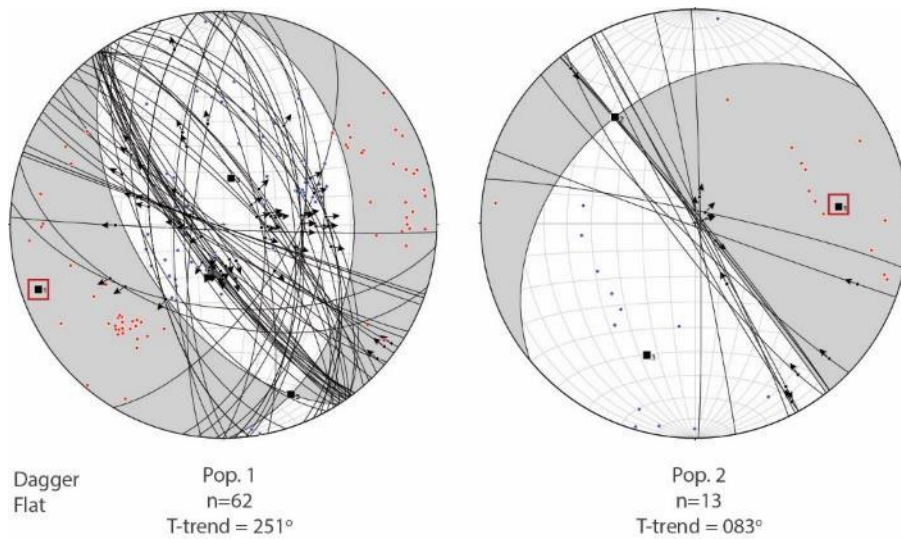 Dagger
Flat
Pop. 1
n=62
T-trend = 251°
Pop. 2
n=13
T-trend = 083°